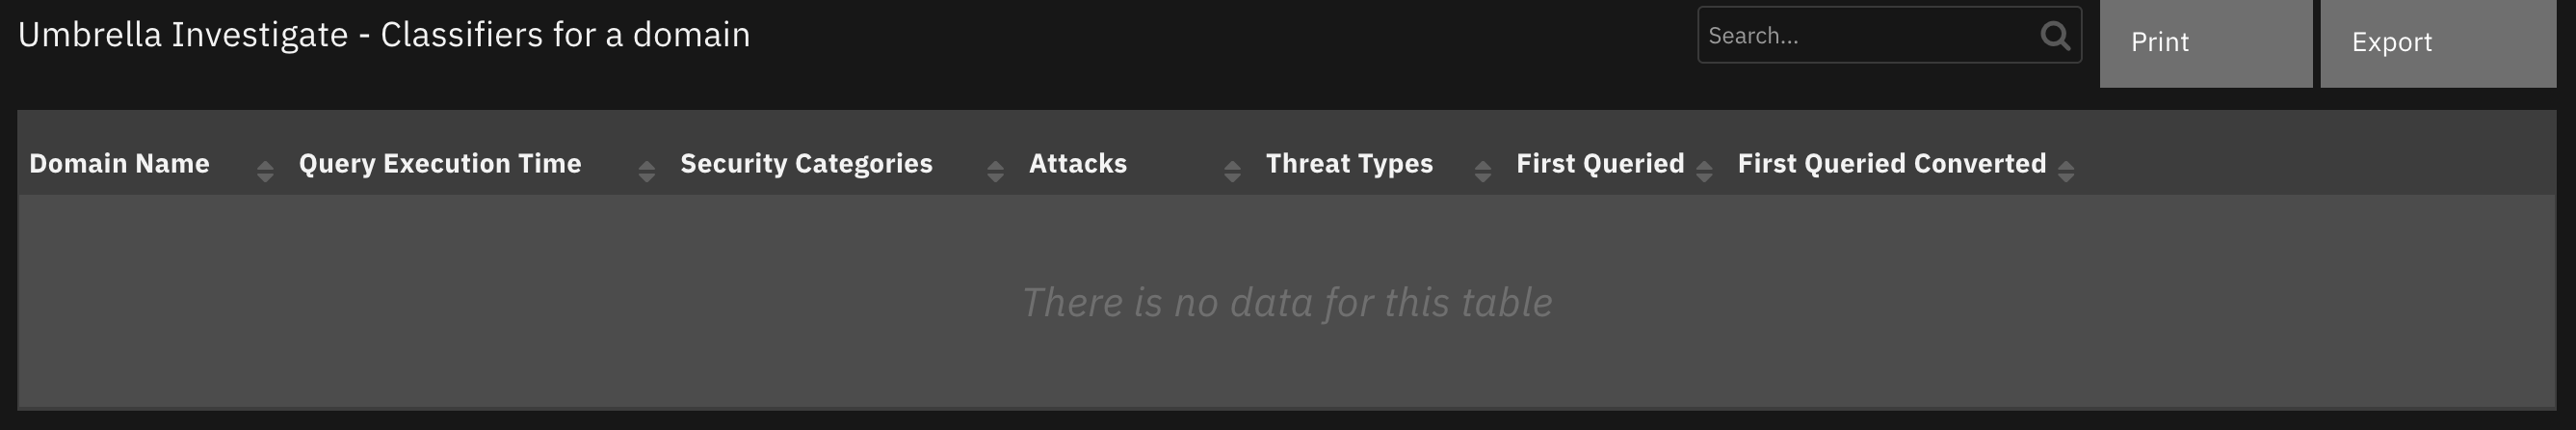 Umbrella Investigate - Classifiers for a domain
Search...
Print
Export
Domain Name Query Execution Time Security Categories Attacks Threat Types First Queried First Queried Converted
There is no data for this table